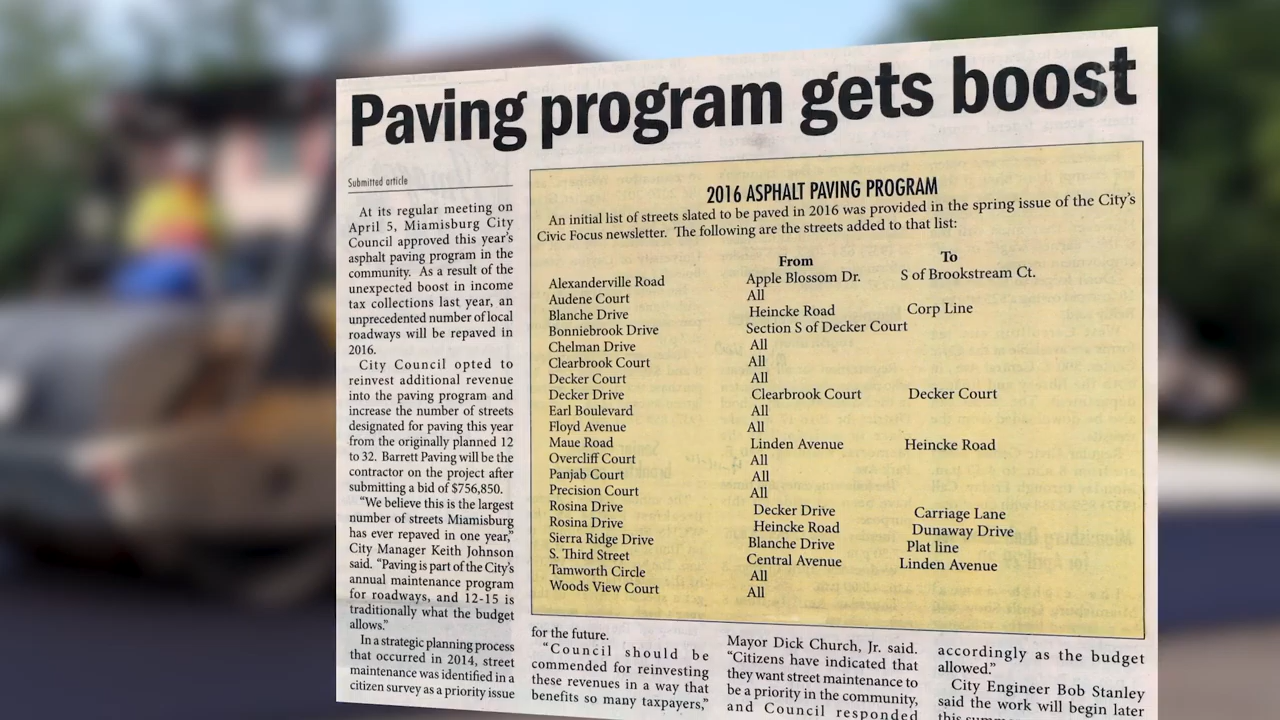 Paving program gets boost
Submitted article
At its regular meeting on
April 5, Miamisburg City
Council approved this year's
asphalt paving program in the
community. As a result of the
unexpected boost in income
tax collections last year, an
unprecedented number of local
roadways will be repaved in
2016.
City Council opted to
reinvest additional revenue
into the paving program and
increase the number of streets
designated for paving this year
from the originally planned 12
to 32. Barrett Paving will be the
contractor on the project after
submitting a bid of $756,850.
"We believe this is the largest
number of streets Miamisburg
has ever repaved in one year,"
City Manager Keith Johnson
said. "Paving is part of the City's
annual maintenance program
for roadways, and 12-15 is
traditionally what the budget
allows."
In a strategic planning process
that occurred in 2014, street
maintenance was identified in a
citizen survey as a priority issue
2016 ASPHALT PAVING PROGRAM
An initial list of streets slated to be paved in 2016 was provided in the spring issue of the City's
Civic Focus newsletter. The following are the streets added to that list:
From To
Alexanderville Road Apple Blossom Dr. S of Brookstream Ct.
Audene Court All
Blanche Drive Heincke Road Corp Line
Bonniebrook Drive Section S of Decker Court
Chelman Drive All
Clearbrook Court All
Decker Court All
Decker Drive Clearbrook Court Decker Court
Earl Boulevard All
Floyd Avenue All
Maue Road Linden Avenue Heincke Road
Overcliff Court All
Panjab Court All
Precision Court All
Rosina Drive Decker Drive Carriage Lane
Rosina Drive Heincke Road Dunaway Drive
Sierra Ridge Drive Blanche Drive Plat line
S. Third Street Central Avenue Linden Avenue
Tamworth Circle All
Woods View Court All
for the future.
"Council should be
commended for reinvesting
these revenues in a way that
benefits so many taxpayers,"
Mayor Dick Church, Jr. said.
"Citizens have indicated that
they want street maintenance to
be a priority in the community,
and Council responded
accordingly as the budget
allowed."
City Engineer Bob Stanley
said the work will begin later
this summer